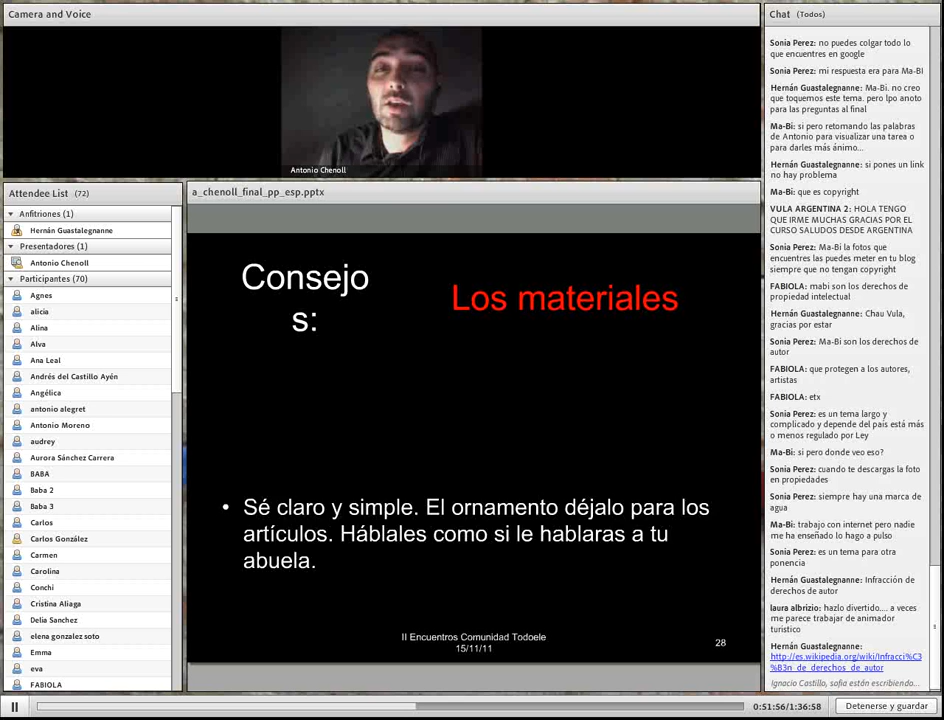 Camera and Voice
Antonio Chenoll
Attendee List (72)
Anfitriones (1)
Hernán Guastalegnanne
Presentadores (1)
Antonio Chenoll
Participantes (70)
Agnes
alicia
Alina
Alva
Ana Leal
Andrés del Castillo Ayén
Angélica
antonio alegret
Antonio Moreno
audrey
Aurora Sánchez Carrera
BABA
Baba 2
Baba 3
Carlos
Carlos González
Carmen
Carolina
Conchi
Cristina Aliaga
Delia Sanchez
elena gonzalez soto
Emma
eva
FABIOLA
a_chenoll_final_pp_esp.pptx
Consejo
s:
Los materiales
• Sé claro y simple. El ornamento déjalo para los
artículos. Háblales como si le hablaras a tu
abuela.
II Encuentros Comunidad Todoele
15/11/11
28
Chat (Todos)
Sonia Perez: no puedes colgar todo lo
que encuentres en google
Sonia Perez: mi respuesta era para Ma-BI
Hernán Guastalegnanne: Ma-Bi. no creo
que toquemos este tema. pero lpo anoto
para las preguntas al final
Ma-Bi: si pero retomando las palabras
de Antonio para visualizar una tarea o
para darles más ánimo...
Hernán Guastalegnanne: si pones un link
no hay problema
Ma-Bi: que es copyright
VULA ARGENTINA 2: HOLA TENGO
QUE IRME MUCHAS GRACIAS POR EL
CURSO SALUDOS DESDE ARGENTINA
Sonia Perez: Ma-Bi la fotos que
encuentres las puedes meter en tu blog
siempre que no tengan copyright
FABIOLA: mabi son los derechos de
propiedad intelectual
Hernán Guastalegnanne: Chau Vula,
gracias por estar
Sonia Perez: Ma-Bi son los derechos de
autor
FABIOLA: que protegen a los autores,
artistas
FABIOLA: etx
Sonia Perez: es un tema largo y
complicado y depende del país está más
o menos regulado por Ley
Ma-Bi: si pero donde veo eso?
Sonia Perez: cuando te descargas la foto
en propiedades
Sonia Perez: siempre hay una marca de
agua
Ma-Bi: trabajo con internet pero nadie
me ha enseñado lo hago a pulso
Sonia Perez: es un tema para otra
ponencia
Hernán Guastalegnanne: Infracción de
derechos de autor
laura albrizio: hazlo divertido.... a veces
me parece trabajar de animador
turistico
Hernán Guastalegnanne:
http://es.wikipedia.org/wiki/Infracci%C3
%B3n_de_derechos_de_autor
Ignacio Castillo, sofia están escribiendo...
0:51:56/1:36:58
Detenerse y guardar